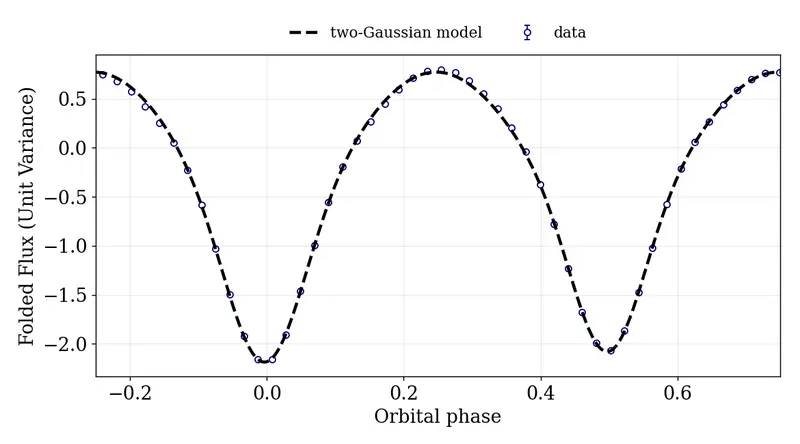 two-Gaussian model
data
Folded Flux (Unit Variance)
0.5
0.0
−0.5
−1.0
−1.5
−2.0
−0.2
0.0
0.2
0.4
0.6
Orbital phase